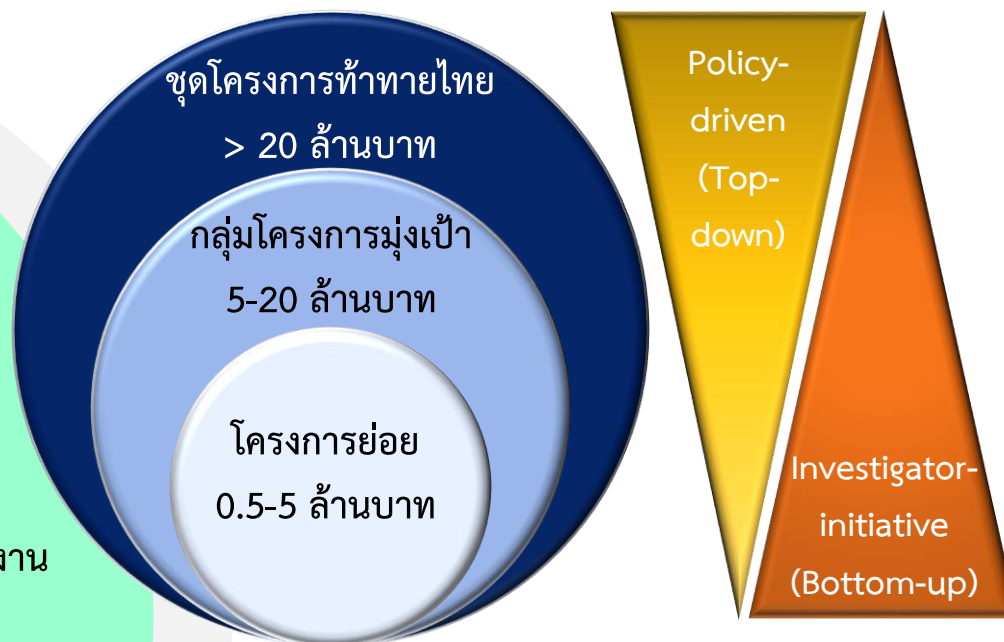 ชุดโครงการท้าทายไทย
> 20 ล้านบาท
กลุ่มโครงการมุ่งเป้า
5-20 ล้านบาท
โครงการย่อย
0.5-5 ล้านบาท
งาน
Policy-
driven
(Top-
down)
Investigator-
initiative
(Bottom-up)